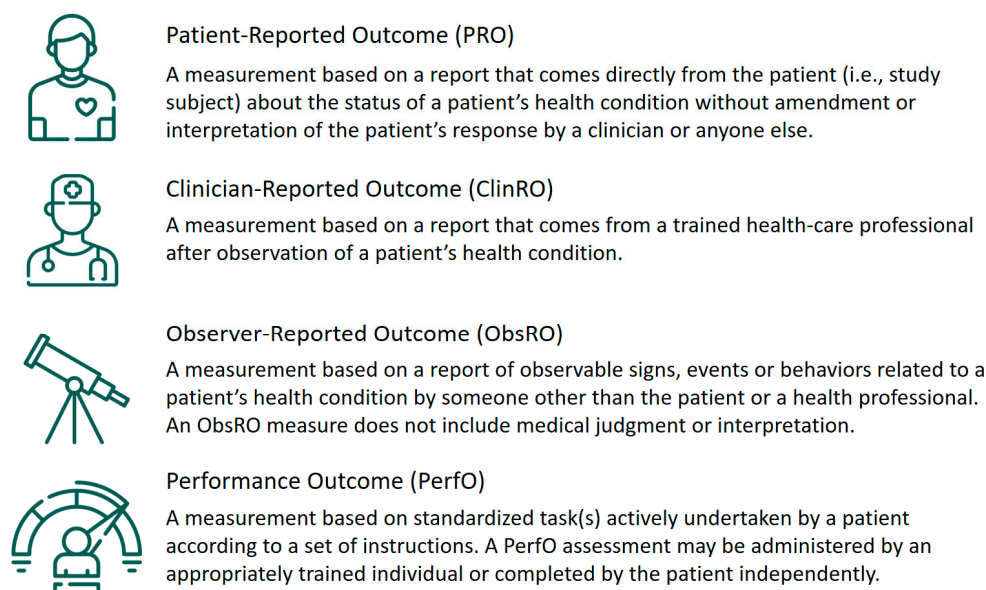 Patient-Reported Outcome (PRO)
A measurement based on a report that comes directly from the patient (i.e., study
subject) about the status of a patient’s health condition without amendment or
interpretation of the patient’s response by a clinician or anyone else.
Clinician-Reported Outcome (ClinRO)
A measurement based on a report that comes from a trained health-care professional
after observation of a patient’s health condition.
Observer-Reported Outcome (ObsRO)
A measurement based on a report of observable signs, events or behaviors related to a
patient’s health condition by someone other than the patient or a health professional.
An ObsRO measure does not include medical judgment or interpretation.
Performance Outcome (PerfO)
A measurement based on standardized task(s) actively undertaken by a patient
according to a set of instructions. A PerfO assessment may be administered by an
appropriately trained individual or completed by the patient independently.